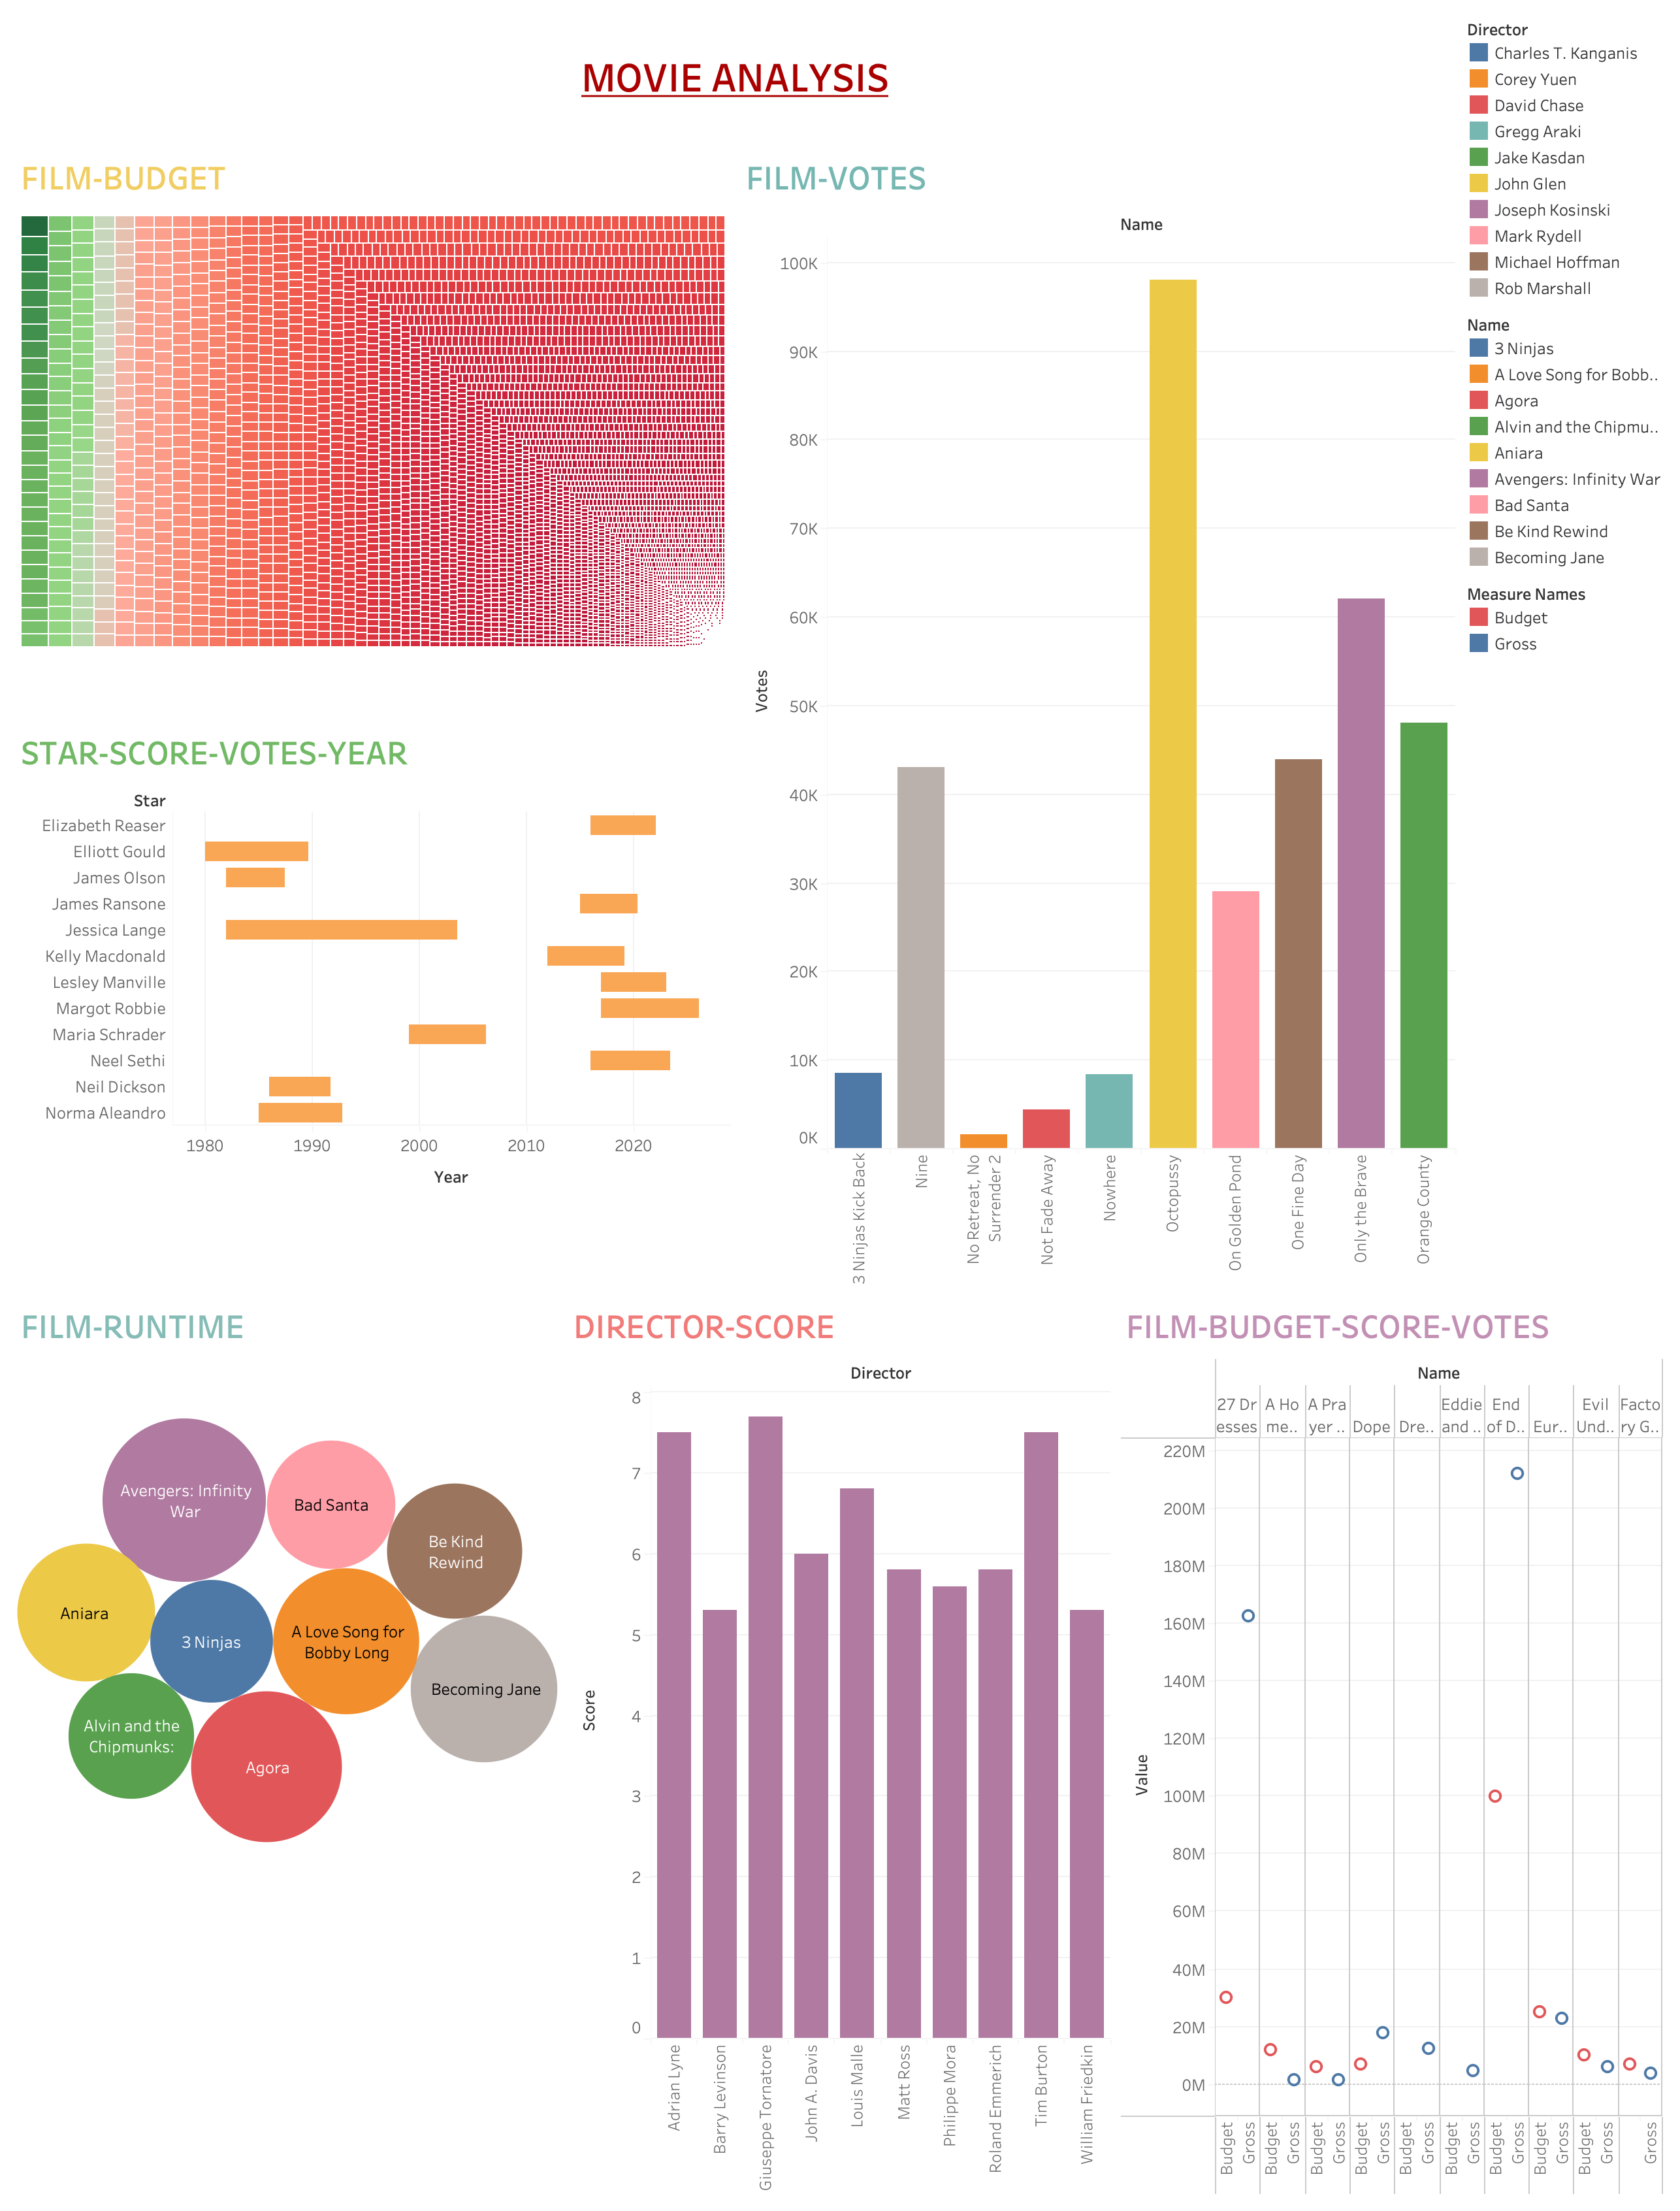 MOVIE ANALYSIS
Director
Charles T. Kanganis
Corey Yuen
David Chase
Gregg Araki
Jake Kasdan
John Glen
Joseph Kosinski
Mark Rydell
Michael Hoffman
Rob Marshall
Name
3 Ninjas
A Love Song for Bobb..
Agora
Alvin and the Chipmu..
Aniara
Avengers: Infinity War
Bad Santa
Be Kind Rewind
Becoming Jane
Measure Names
Budget
Gross
FILM-BUDGET
FILM-VOTES
Name
100K
90K
80K
70K
60K
50K
40K
30K
20K
10K
0K
Votes
3 Ninjas Kick Back
Nine
No Retreat, No
Surrender 2
Not Fade Away
Nowhere
Octopussy
On Golden Pond
One Fine Day
Only the Brave
Orange County
STAR-SCORE-VOTES-YEAR
Star
Elizabeth Reaser
Elliott Gould
James Olson
James Ransone
Jessica Lange
Kelly Macdonald
Lesley Manville
Margot Robbie
Maria Schrader
Neel Sethi
Neil Dickson
Norma Aleandro
1980 1990 2000 2010 2020
Year
FILM-RUNTIME
Avengers: Infinity
War
Bad Santa
Be Kind
Rewind
Aniara
3 Ninjas
A Love Song for
Bobby Long
Becoming Jane
Alvin and the
Chipmunks:
Agora
DIRECTOR-SCORE
Director
8
7
6
5
4
3
2
1
0
Score
Adrian Lyne
Barry Levinson
Giuseppe Tornatore
John A. Davis
Louis Malle
Matt Ross
Philippe Mora
Roland Emmerich
Tim Burton
William Friedkin
FILM-BUDGET-SCORE-VOTES
Name
27 Dr
esses
A Ho
me..
A Pra
yer ..
Dope
Dre..
Eddie
and ..
End
of D..
Eur..
Evil
Und..
Facto
ry G..
220M
200M
180M
160M
140M
120M
100M
80M
60M
40M
20M
0M
Value
Budget
Gross
Budget
Gross
Budget
Gross
Budget
Gross
Budget
Gross
Budget
Gross
Budget
Gross
Budget
Gross
Budget
Gross
Gross